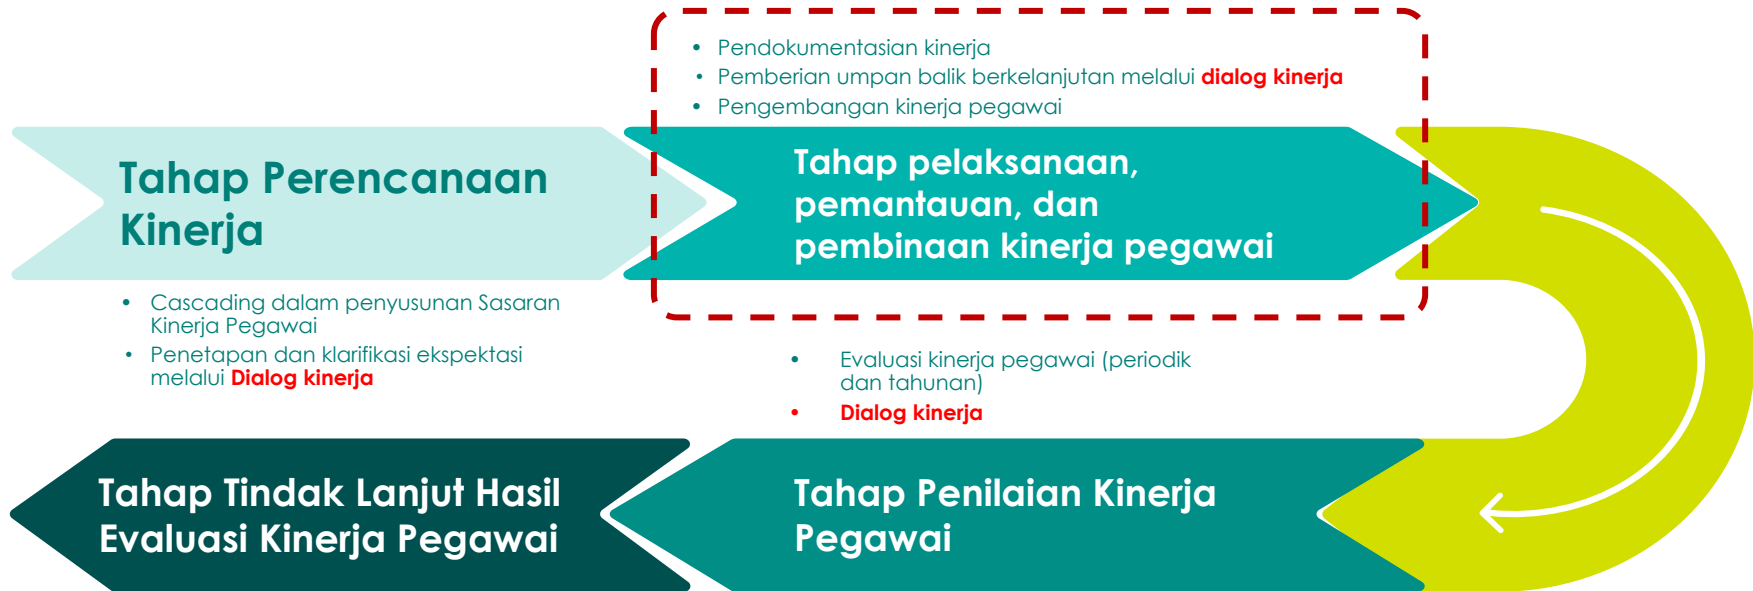 • Pendokumentasian kinerja
• Pemberian umpan balik berkelanjutan melalui dialog kinerja
• Pengembangan kinerja pegawai
Tahap Perencanaan
Kinerja
Tahap pelaksanaan,
pemantauan, dan
pembinaan kinerja pegawai
• Cascading dalam penyusunan Sasaran
Kinerja Pegawai
• Penetapan dan klarifikasi ekspektasi
melalui Dialog kinerja
• Evaluasi kinerja pegawai (periodik
dan tahunan)
• Dialog kinerja
Tahap Tindak Lanjut Hasil
Evaluasi Kinerja Pegawai
Tahap Penilaian Kinerja
Pegawai